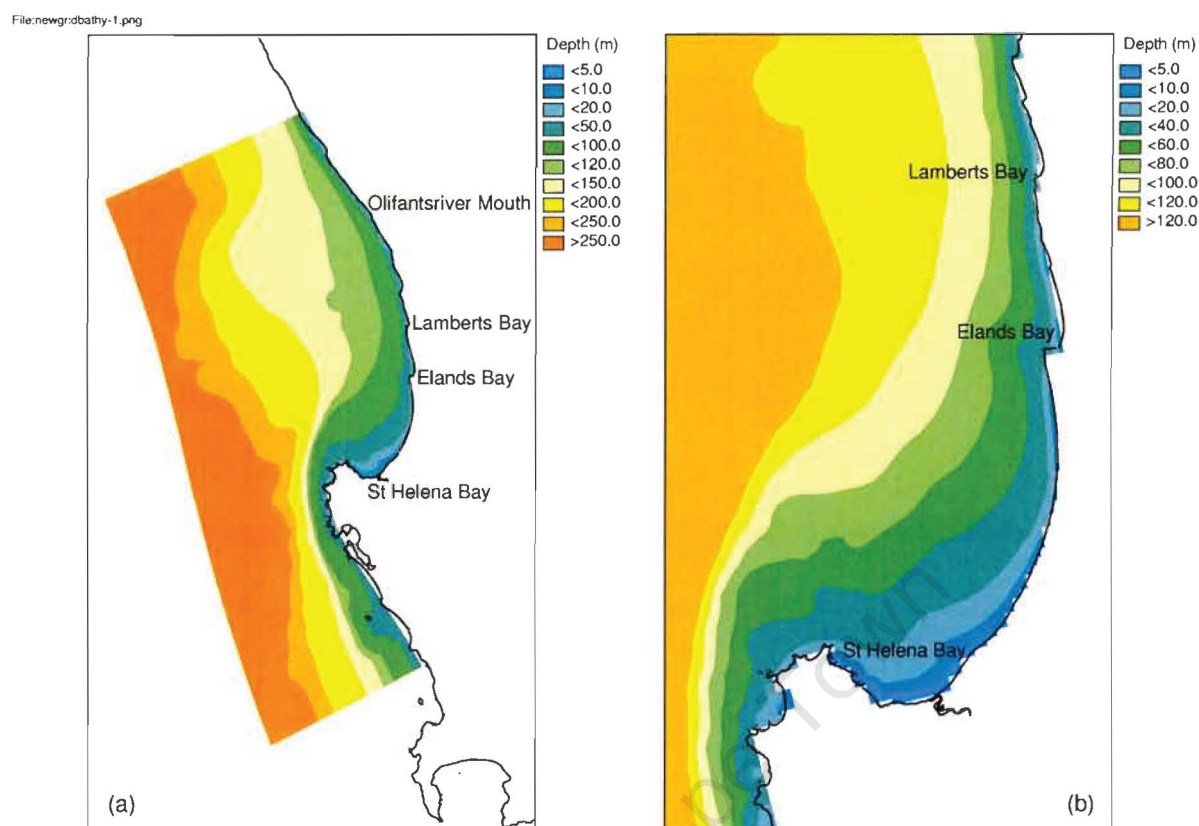 File:newgr:dbathy-1.png
Depth (m)
<5.0
<10.0
<20.0
<50.0
<100.0
<120.0
<150.0
<200.0
<250.0
>250.0
Olifantsriver Mouth
Lamberts Bay
Elands Bay
St Helena Bay
(a)
Depth (m)
<5.0
<10.0
<20.0
<40.0
<60.0
<80.0
<100.0
<120.0
>120.0
Lamberts Bay
Elands Bay
St Helena Bay
(b)
Town